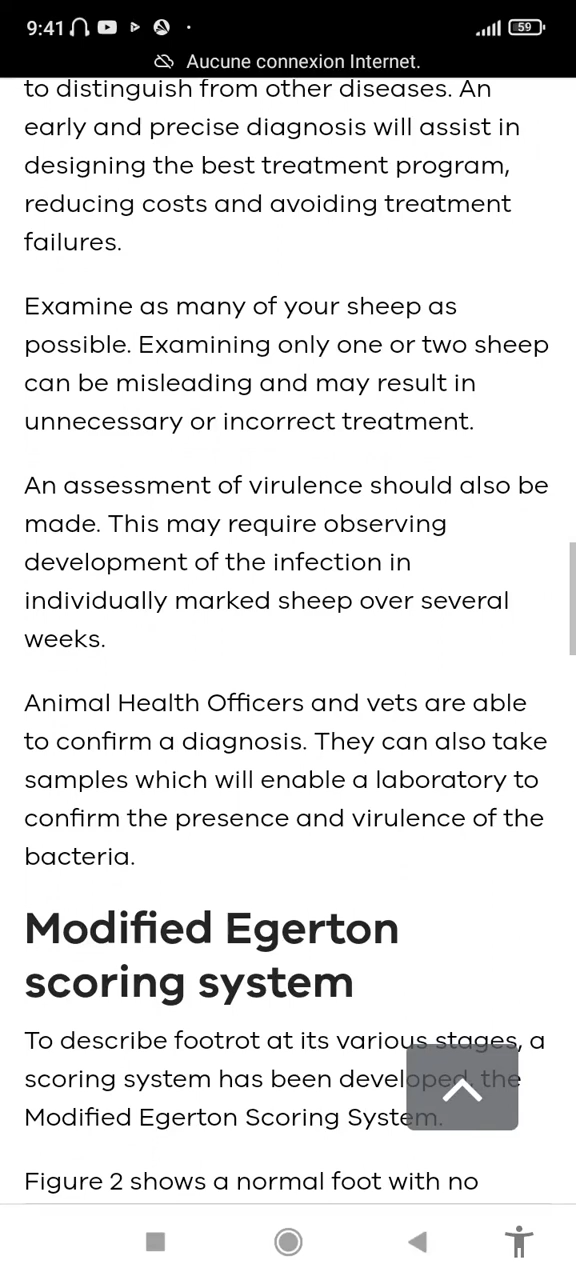 9:41
59
Aucune connexion Internet.
to distinguish from other diseases. An
early and precise diagnosis will assist in
designing the best treatment program,
reducing costs and avoiding treatment
failures.
Examine as many of your sheep as
possible. Examining only one or two sheep
can be misleading and may result in
unnecessary or incorrect treatment.
An assessment of virulence should also be
made. This may require observing
development of the infection in
individually marked sheep over several
weeks.
Animal Health Officers and vets are able
to confirm a diagnosis. They can also take
samples which will enable a laboratory to
confirm the presence and virulence of the
bacteria.
Modified Egerton
scoring system
To describe footrot at its various stages, a
scoring system has been developed, the
Modified Egerton Scoring System.
Figure 2 shows a normal foot with no